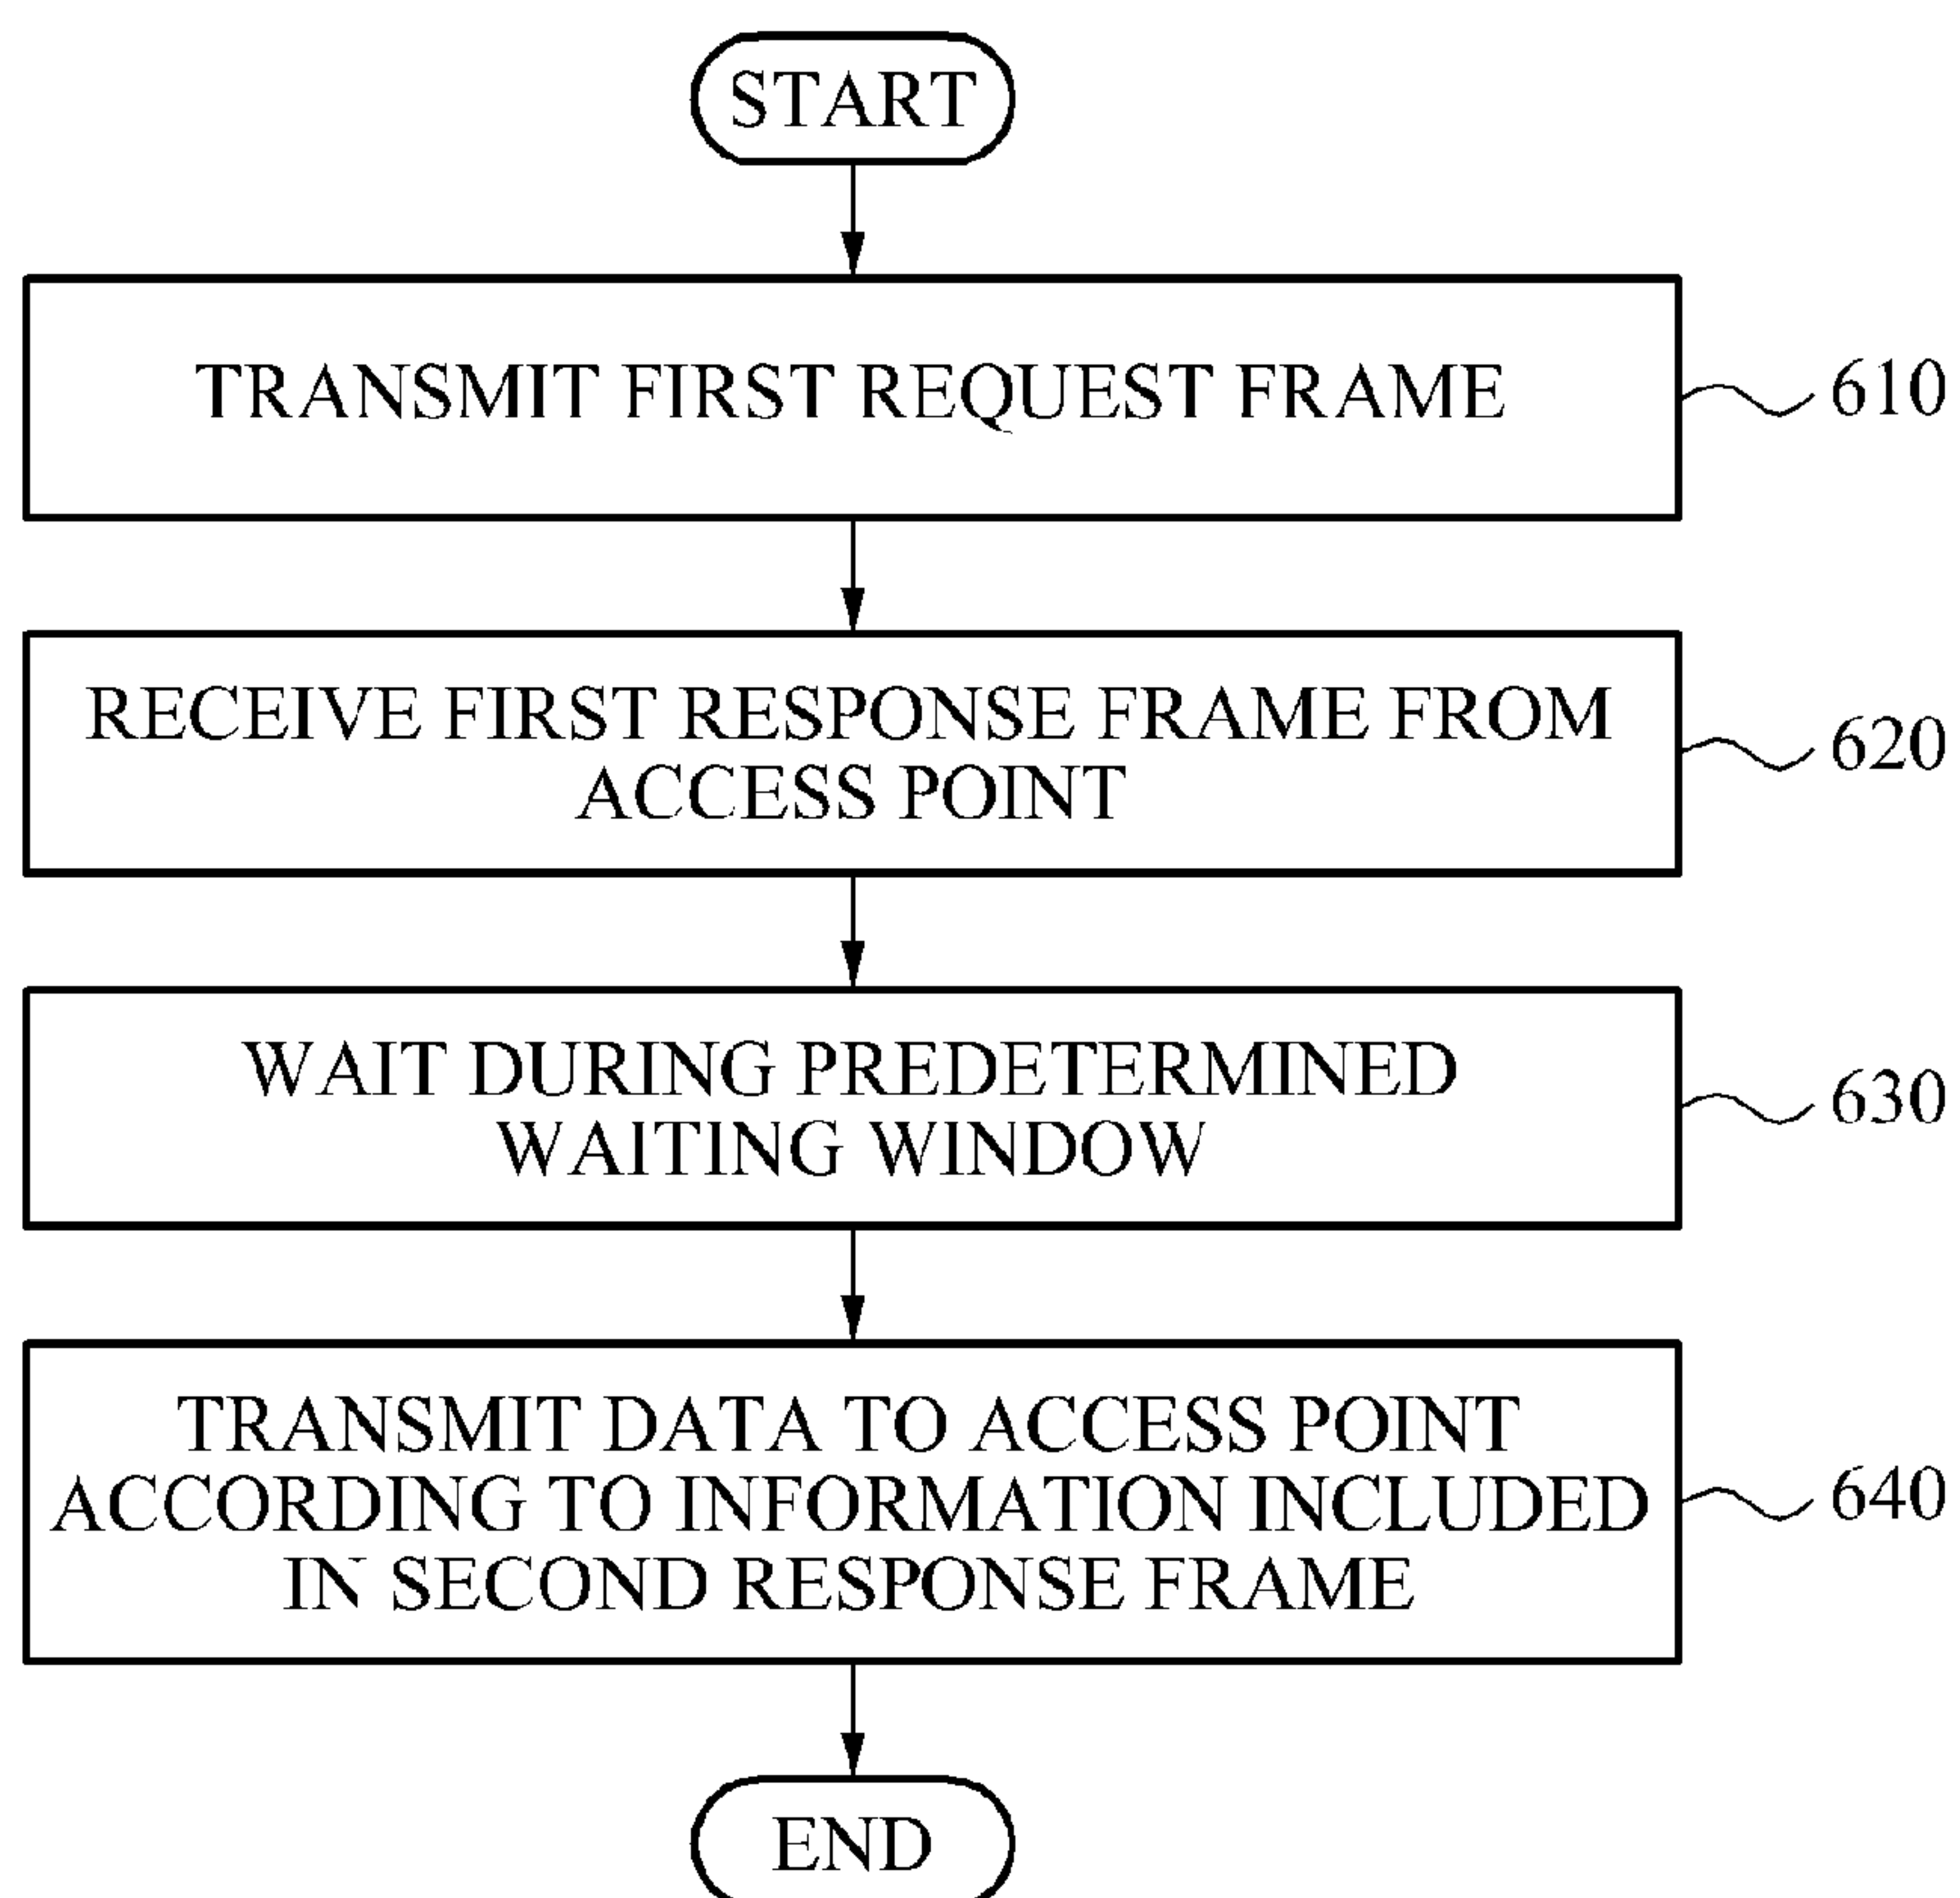 START
TRANSMIT FIRST REQUEST FRAME
610
RECEIVE FIRST RESPONSE FRAME FROM
ACCESS POINT
620
WAIT DURING PREDETERMINED
WAITING WINDOW
630
TRANSMIT DATA TO ACCESS POINT
ACCORDING TO INFORMATION INCLUDED
IN SECOND RESPONSE FRAME
640
END